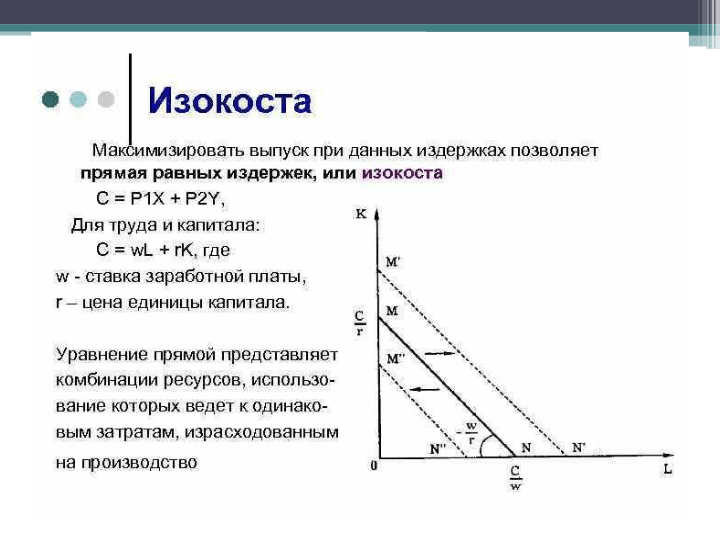 Изокоста
Максимизировать выпуск при данных издержках позволяет
прямая равных издержек, или изокоста
C = P1X + P2Y,
Для труда и капитала:
C = wL + rK, где
w - ставка заработной платы,
r – цена единицы капитала.
Уравнение прямой представляет
комбинации ресурсов, использо-
вание которых ведет к одинако-
вым затратам, израсходованным
на производство
K
M'
C
r
M
M"
- w
r
N"
N
N'
0
C
w
L